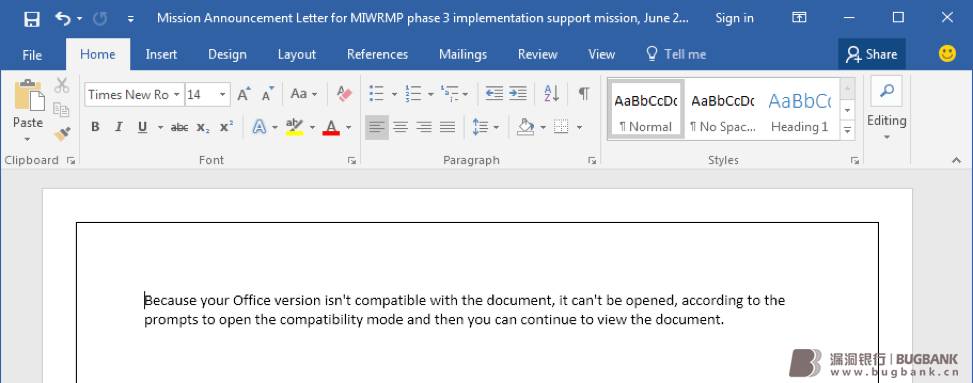 Mission Announcement Letter for MIWRMP phase 3 implementation support mission, June 2...
Sign in
File
Home
Insert
Design
Layout
References
Mailings
Review
View
Tell me
Share
Paste
Times New Ro
14
Aa
B I U abc x₂ x²
A ab A
AaBbCcDc
¶ Normal
AaBbCcDc
¶ No Spac...
AaBbCc
Heading 1
Editing
Clipboard
Font
Paragraph
Styles
Because your Office version isn't compatible with the document, it can't be opened, according to the
prompts to open the compatibility mode and then you can continue to view the document.
漏洞银行 | BUGBANK
www.bugbank.cn